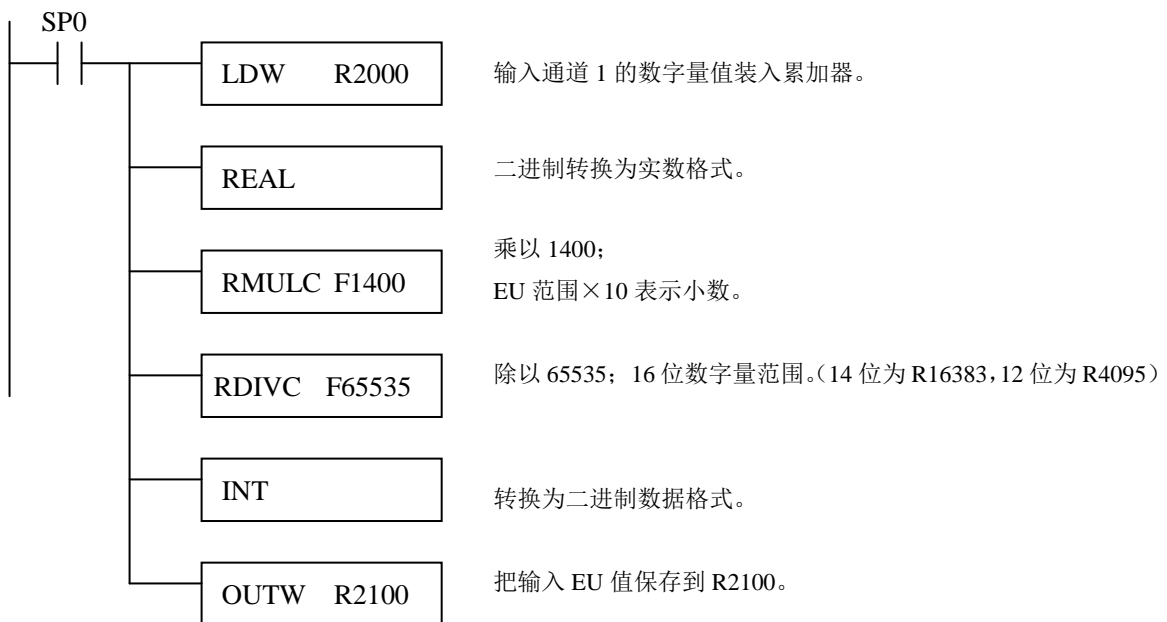 SP0
LDW R2000 输入通道 1 的数字量值装入累加器。
REAL 二进制转换为实数格式。
乘以 1400；
RMULC F1400
EU 范围×10 表示小数。
RDIVC F65535 除以 65535；16 位数字量范围。（14 位为 R16383，12 位为 R4095）
INT 转换为二进制数据格式。
OUTW R2100 把输入 EU 值保存到 R2100。